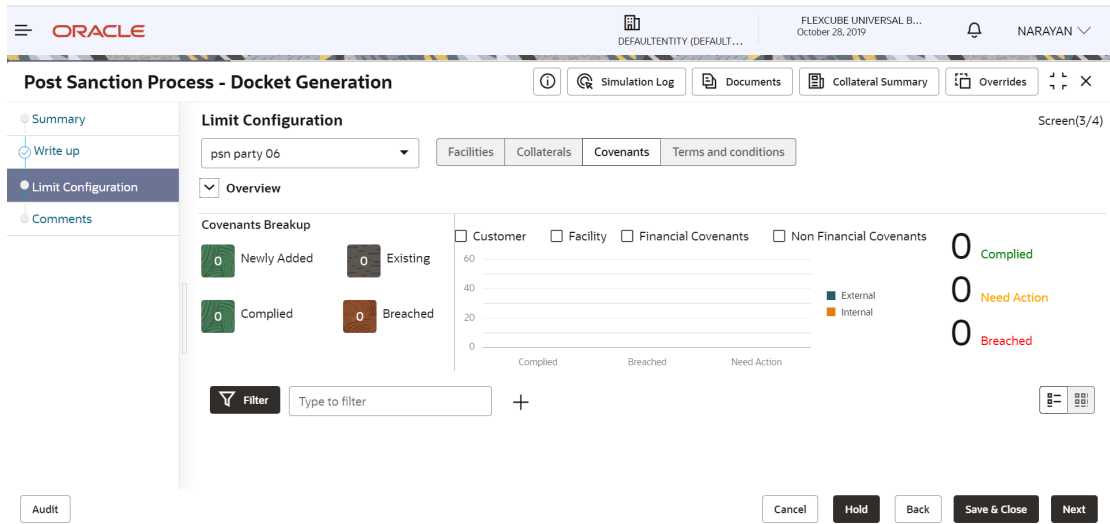 ORACLE
DEFAULTENTITY (DEFAULT...
FLEXCUBE UNIVERSAL B...
October 28, 2019
NARAYAN
Post Sanction Process - Docket Generation
Simulation Log
Documents
Collateral Summary
Overrides
Summary
Write up
Limit Configuration
Comments
Limit Configuration
Screen(3/4)
psn party 06
Facilities
Collaterals
Covenants
Terms and conditions
Overview
Covenants Breakup
0 Newly Added
0 Existing
0 Complied
0 Breached
Customer
Facility
Financial Covenants
Non Financial Covenants
60
40
20
0
Complied
Breached
Need Action
External
Internal
0 Complied
0 Need Action
0 Breached
Filter
Type to filter
Audit
Cancel
Hold
Back
Save & Close
Next